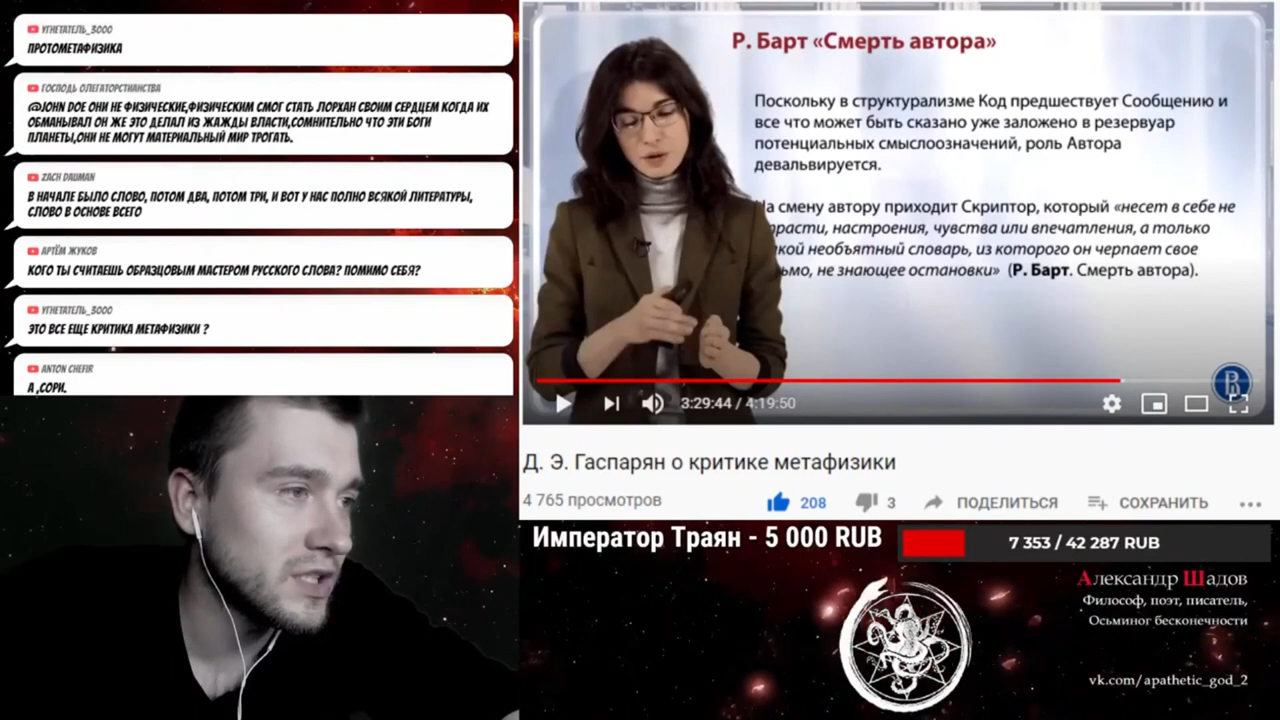 УГНЕТАТЕЛЬ_3000
ПРОТОМЕТАФИЗИКА
ГОСПОДЬ ОЛЕГАТОРСТИАНСТВА
@JOHN DOE ОНИ НЕ ФИЗИЧЕСКИЕ,ФИЗИЧЕСКИМ СМОГ СТАТЬ ЛОРХАН СВОИМ СЕРДЦЕМ КОГДА ИХ
ОБМАНЫВАЛ ОН ЖЕ ЭТО ДЕЛАЛ ИЗ ЖАЖДЫ ВЛАСТИ,СОМНИТЕЛЬНО ЧТО ЭТИ БОГИ
ПЛАНЕТЫ,ОНИ НЕ МОГУТ МАТЕРИАЛЬНЫЙ МИР ТРОГАТЬ.
ZACH DAUMAN
В НАЧАЛЕ БЫЛО СЛОВО, ПОТОМ ДВА, ПОТОМ ТРИ, И ВОТ У НАС ПОЛНО ВСЯКОЙ ЛИТЕРАТУРЫ,
СЛОВО В ОСНОВЕ ВСЕГО
АРТЁМ ЖУКОВ
КОГО ТЫ СЧИТАЕШЬ ОБРАЗЦОВЫМ МАСТЕРОМ РУССКОГО СЛОВА? ПОМИМО СЕБЯ?
УГНЕТАТЕЛЬ_3000
ЭТО ВСЕ ЕЩЕ КРИТИКА МЕТАФИЗИКИ ?
ANTON CHEFIR
А ,СОРИ.
Р. Барт «Смерть автора»
Поскольку в структурализме Код предшествует Сообщению и
все что может быть сказано уже заложено в резервуар
потенциальных смыслоозначений, роль Автора
девальвируется.
На смену автору приходит Скриптор, который «несет в себе не
настроения, чувства или впечатления, а только
необъятный словарь, из которого он черпает свое
не знающее остановки» (Р. Барт. Смерть автора).
3:29:44 / 4:19:50
Д. Э. Гаспарян о критике метафизики
4 765 просмотров
208
3
ПОДЕЛИТЬСЯ
СОХРАНИТЬ
Император Траян - 5 000 RUB
7 353 / 42 287 RUB
Александр Шадов
Философ, поэт, писатель,
Осьминог бесконечности
vk.com/apathetic_god_2